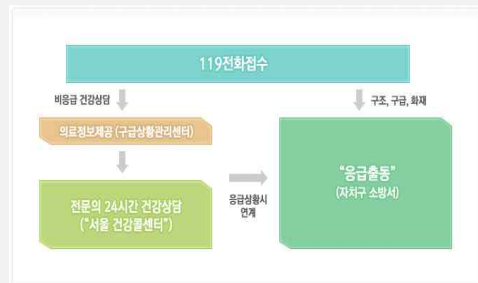 119전화접수
비응급 건강상담
구조, 구급, 화재
의료정보제공 (구급상황관리센터)
전문의 24시간 건강상담
("서울 건강콜센터")
응급상황시
연계
"응급출동"
(자치구 소방서)